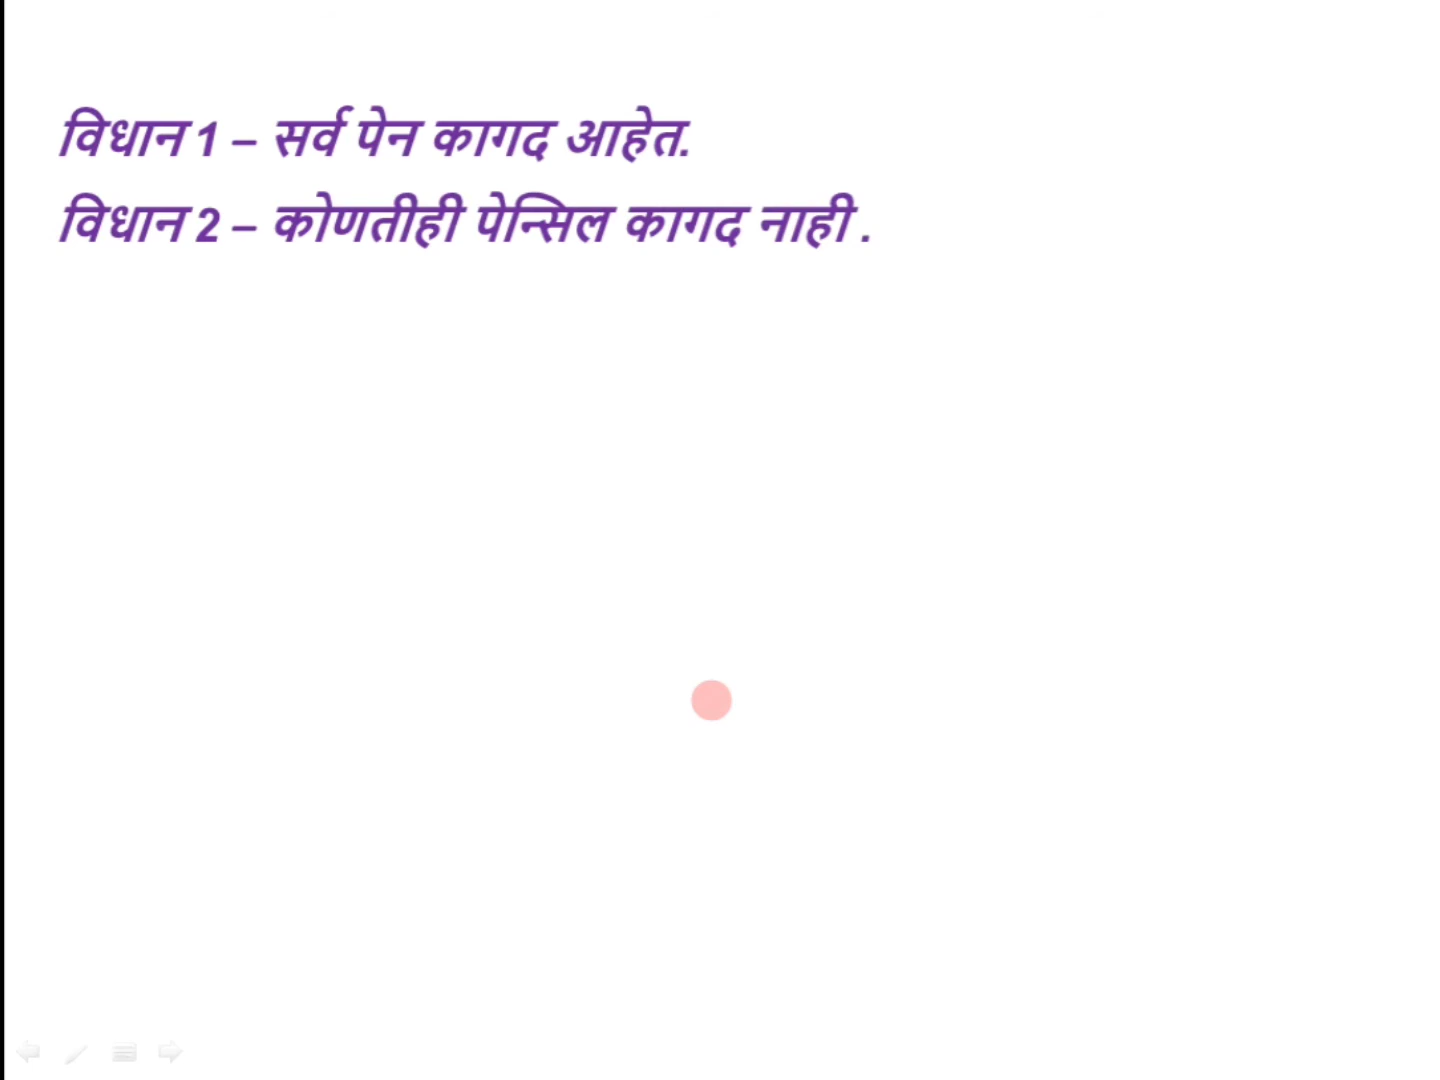 विधान 1 – सर्व पेन कागद आहेत.
विधान 2 – कोणतीही पेन्सिल कागद नाही .